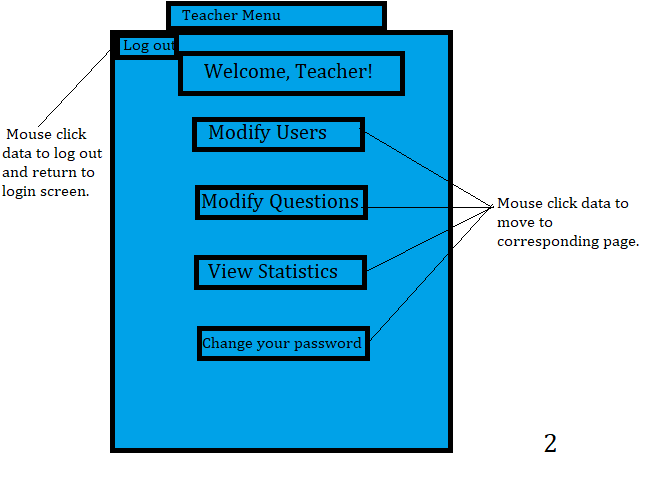 Teacher Menu
Log out
Welcome, Teacher!
Modify Users
Mouse click
data to log out
and return to
login screen.
Modify Questions
Mouse click data to
move to
corresponding page.
View Statistics
Change your password
2